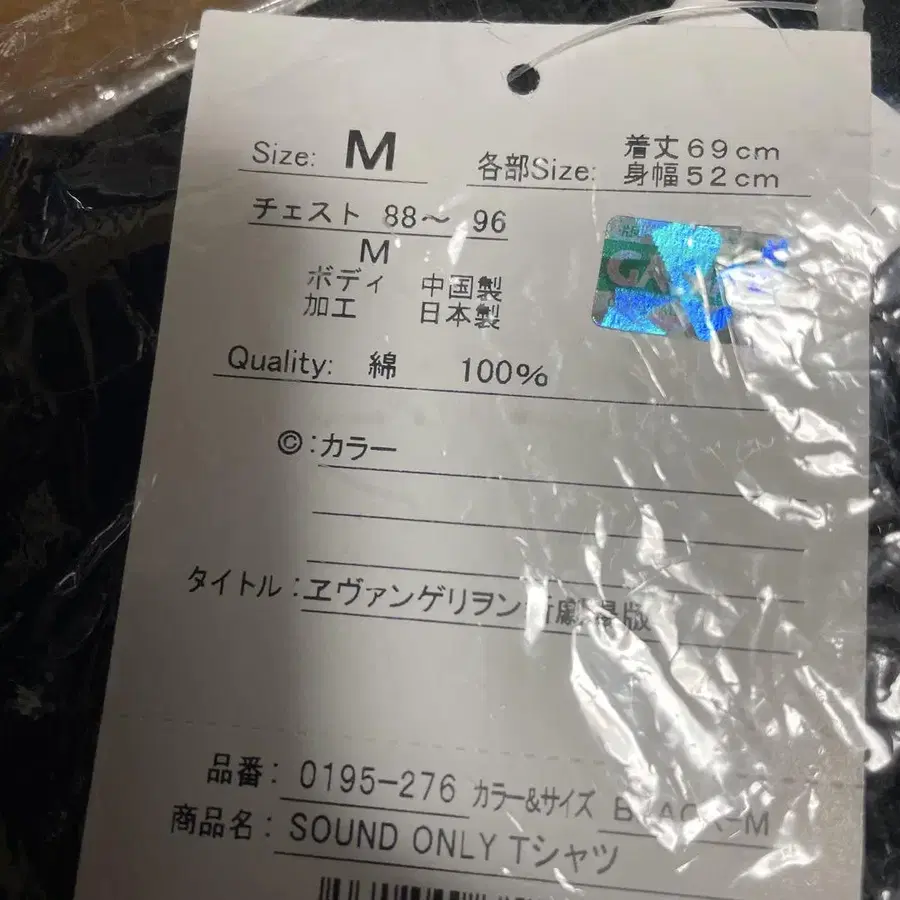 Size: M
各部Size: 着丈69cm
身幅52cm
チェスト 88～ 96
M
ボディ 中国製
加工 日本製
Quality: 綿 100%
©:カラー
タイトル:ヱヴァンゲリヲン新劇場版
品番: 0195-276 カラー&サイズ BLACK-M
商品名: SOUND ONLY Tシャツ